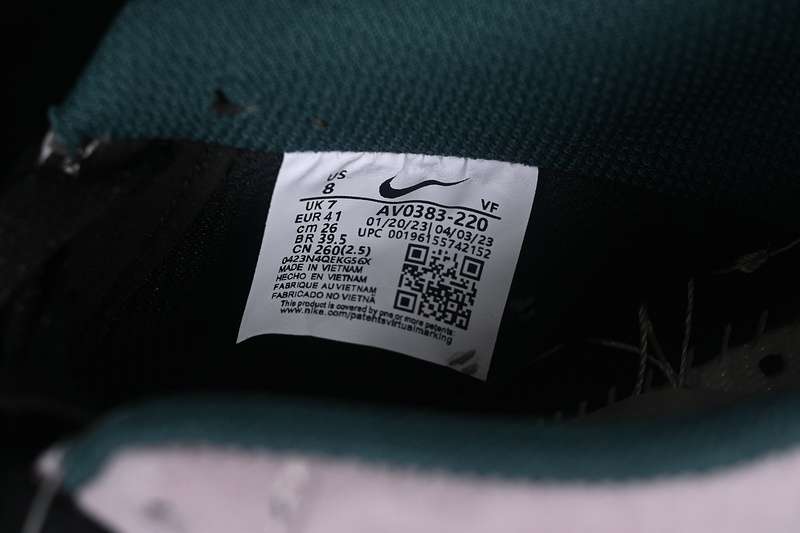 US
8
VF
UK 7
EUR 41
cm 26
BR 39.5
CN 260(2.5)
AV0383-220
01/20/23| 04/03/23
UPC 00196155742152
0423N4QEKG56X
MADE IN VIETNAM
HECHO EN VIETNAM
FABRIQUE AU VIETNAM
FABRICADO NO VIETNÃ
This product is covered by one or more patents:
www.nika.com/patentsvirtualmarking